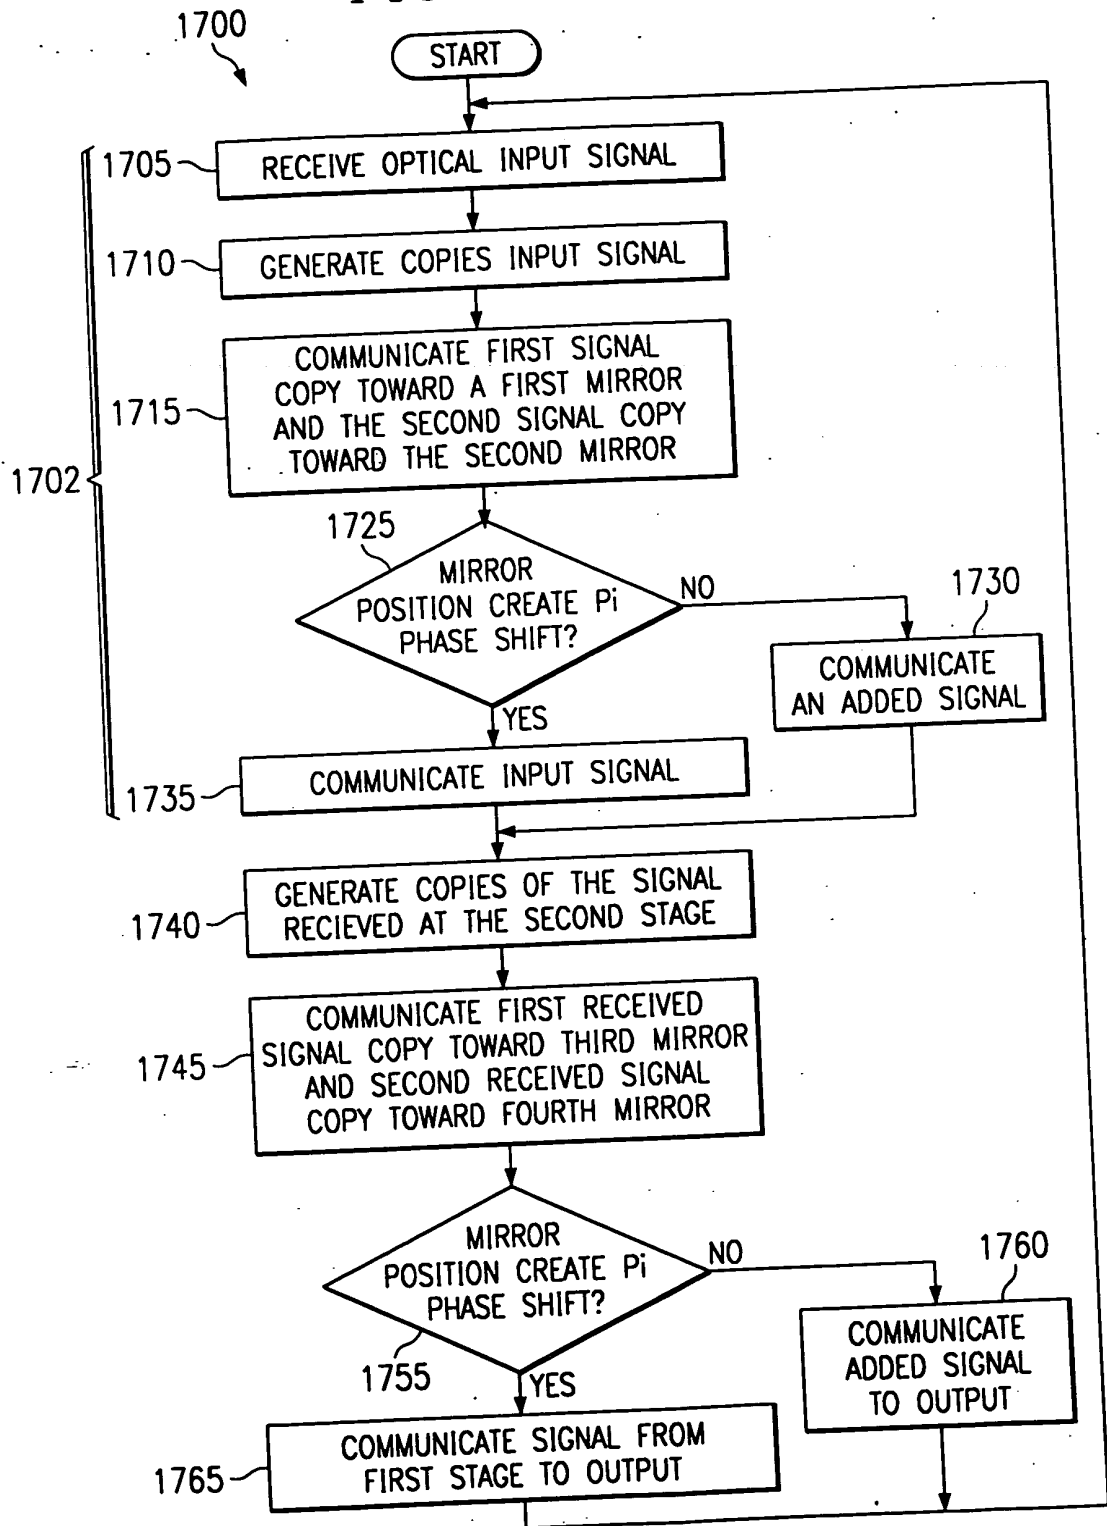 1700
START
1705
RECEIVE OPTICAL INPUT SIGNAL
1710
GENERATE COPIES INPUT SIGNAL
1715
COMMUNICATE FIRST SIGNAL
COPY TOWARD A FIRST MIRROR
AND THE SECOND SIGNAL COPY
TOWARD THE SECOND MIRROR
1702
1725
MIRROR
POSITION CREATE Pi
PHASE SHIFT?
NO
1730
COMMUNICATE
AN ADDED SIGNAL
YES
1735
COMMUNICATE INPUT SIGNAL
1740
GENERATE COPIES OF THE SIGNAL
RECIEVED AT THE SECOND STAGE
1745
COMMUNICATE FIRST RECEIVED
SIGNAL COPY TOWARD THIRD MIRROR
AND SECOND RECEIVED SIGNAL
COPY TOWARD FOURTH MIRROR
MIRROR
POSITION CREATE Pi
PHASE SHIFT?
NO
1760
COMMUNICATE
ADDED SIGNAL
TO OUTPUT
1755
YES
1765
COMMUNICATE SIGNAL FROM
FIRST STAGE TO OUTPUT